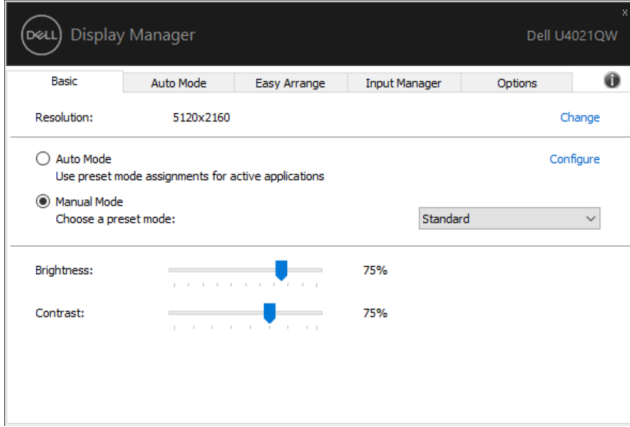 x
DELL Display Manager Dell U4021QW
Basic Auto Mode Easy Arrange Input Manager Options i
Resolution: 5120x2160 Change
Auto Mode Configure
Use preset mode assignments for active applications
Manual Mode
Choose a preset mode: Standard
Brightness: 75%
Contrast: 75%